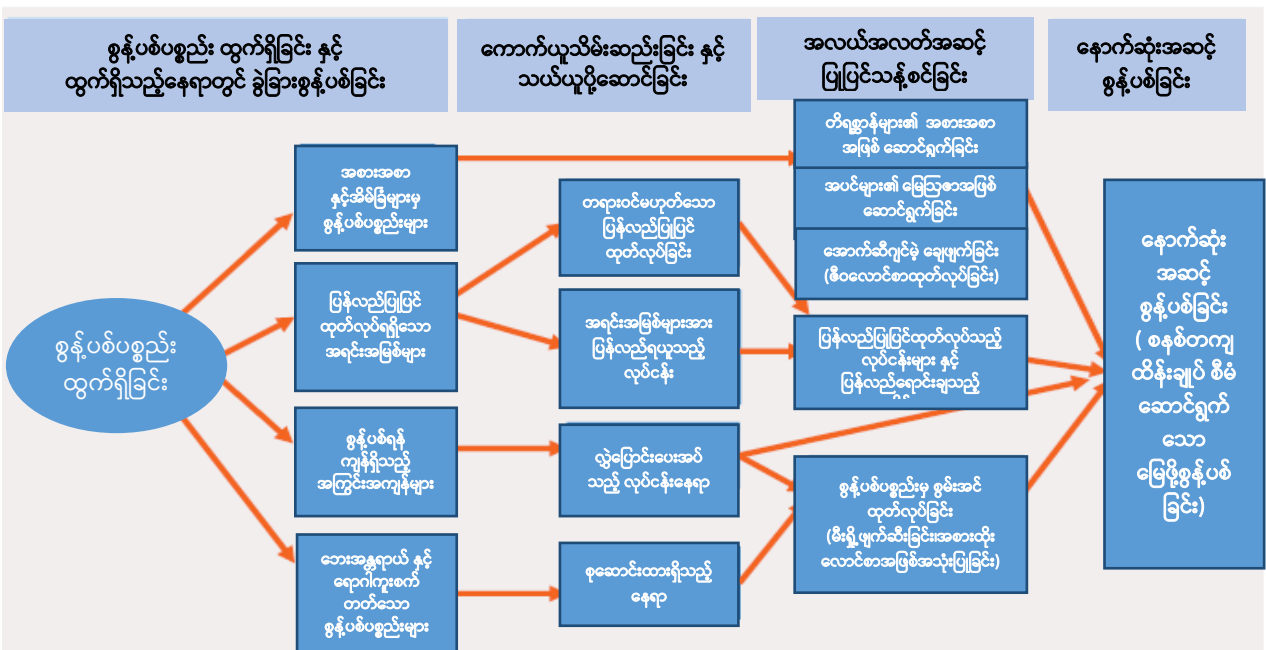 စွန့်ပစ်ပစ္စည်း ထွက်ရှိခြင်း နှင့်
ထွက်ရှိသည့်နေရာတွင် ခွဲခြားစွန့်ပစ်ခြင်း
ကောက်ယူသိမ်းဆည်းခြင်း နှင့်
သယ်ယူပို့ဆောင်ခြင်း
အလယ်အလတ်အဆင့်
ပြုပြင်သန့်စင်ခြင်း
နောက်ဆုံးအဆင့်
စွန့်ပစ်ခြင်း
စွန့်ပစ်ပစ္စည်း
ထွက်ရှိခြင်း
အစားအစာ
နှင့်အိမ်ခြံများမှ
စွန့်ပစ်ပစ္စည်းများ
ပြန်လည်ပြုပြင်
ထုတ်လုပ်ရရှိသော
အရင်းအမြစ်များ
စွန့်ပစ်ရန်
ကျန်ရှိသည့်
အကြွင်းအကျန်များ
ဘေးအန္တရာယ် နှင့်
ရောဂါကူးစက်
တတ်သော
စွန့်ပစ်ပစ္စည်းများ
တရားဝင်မဟုတ်သော
ပြန်လည်ပြုပြင်
ထုတ်လုပ်ခြင်း
အရင်းအမြစ်များအား
ပြန်လည်ရယူသည့်
လုပ်ငန်း
လွှဲပြောင်းပေးအပ်
သည့် လုပ်ငန်းနေရာ
စုဆောင်းထားရှိသည့်
နေရာ
တိရစ္ဆာန်များ၏ အစားအစာ
အဖြစ် ဆောင်ရွက်ခြင်း
အပင်များ၏ မြေဩဇာအဖြစ်
ဆောင်ရွက်ခြင်း
အောက်ဆီဂျင်မဲ့ ချေဖျက်ခြင်း
(ဇီဝလောင်စာထုတ်လုပ်ခြင်း)
ပြန်လည်ပြုပြင်ထုတ်လုပ်သည့်
လုပ်ငန်းများ နှင့်
ပြန်လည်ရောင်းချသည့်
စွန့်ပစ်ပစ္စည်းမှ စွမ်းအင်
ထုတ်လုပ်ခြင်း
(မီးရှို့ဖျက်ဆီးခြင်း၊အစားထိုး
လောင်စာအဖြစ်အသုံးပြုခြင်း)
နောက်ဆုံး
အဆင့်
စွန့်ပစ်ခြင်း
( စနစ်တကျ
ထိန်းချုပ် စီမံ
ဆောင်ရွက်
သော
မြေဖို့စွန့်ပစ်
ခြင်း)